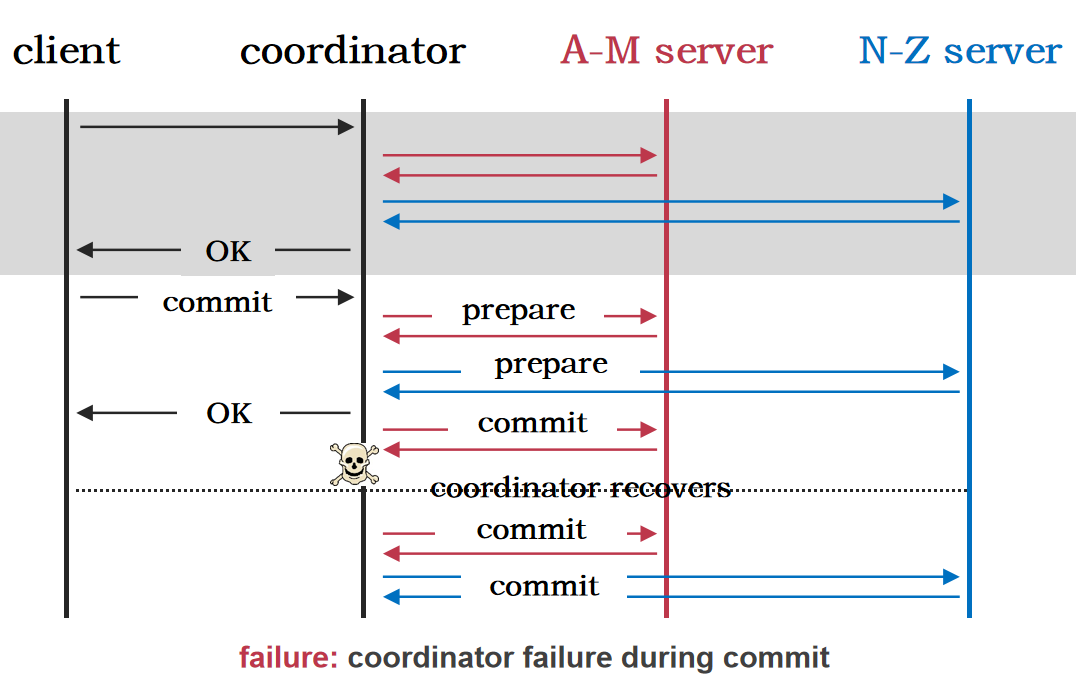 client coordinator A-M server N-Z server
OK
commit
prepare
prepare
OK
commit
coordinator recovers
commit
commit
failure: coordinator failure during commit